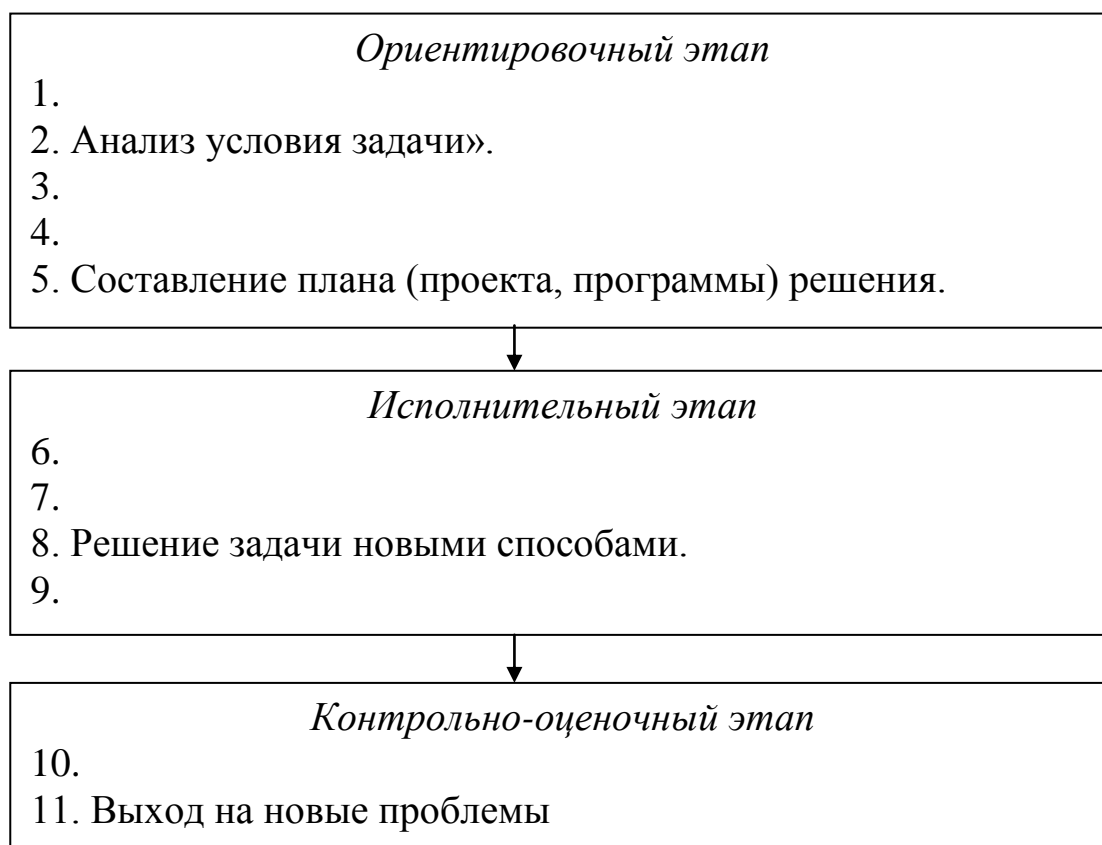 Ориентировочный этап
1.
2. Анализ условия задачи».
3.
4.
5. Составление плана (проекта, программы) решения.
Исполнительный этап
6.
7.
8. Решение задачи новыми способами.
9.
Контрольно-оценочный этап
10.
11. Выход на новые проблемы